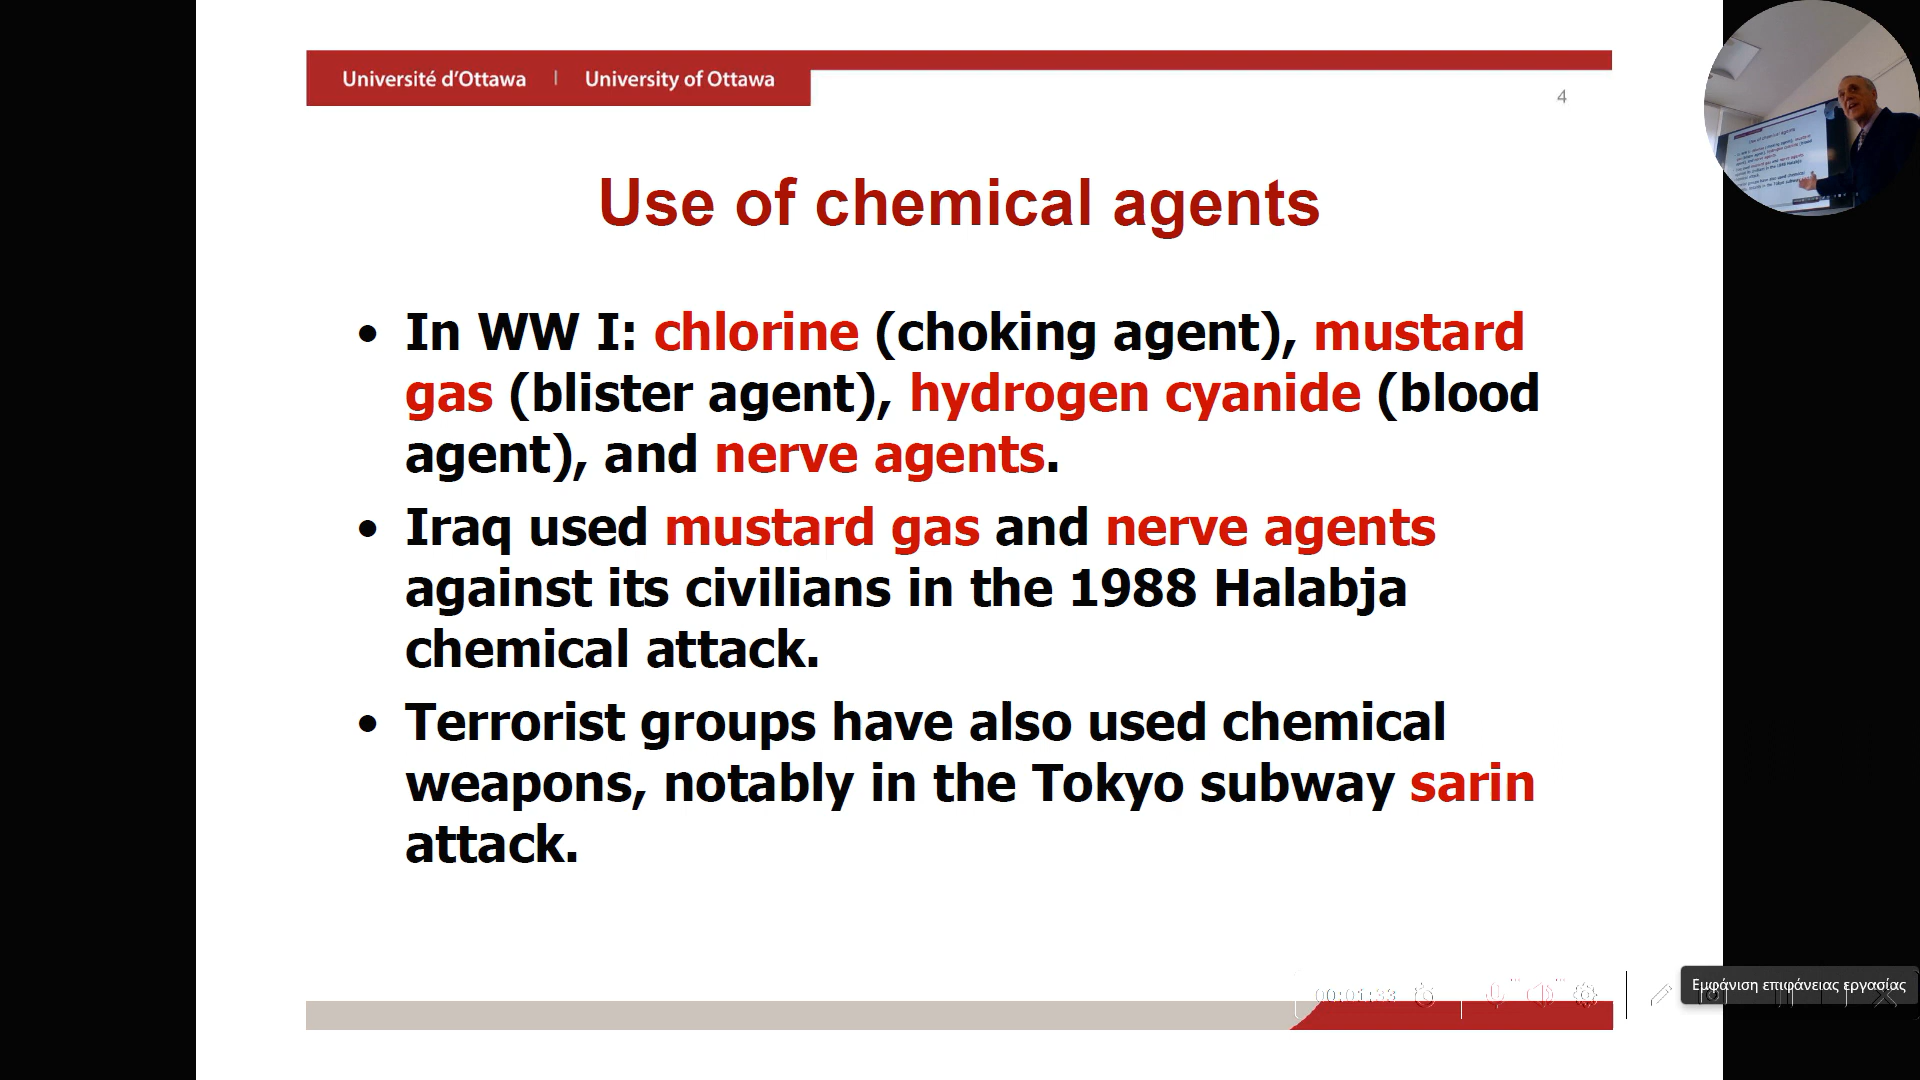 Université d'Ottawa | University of Ottawa
4
Use of chemical agents
• In WW I: chlorine (choking agent), mustard
gas (blister agent), hydrogen cyanide (blood
agent), and nerve agents.
• Iraq used mustard gas and nerve agents
against its civilians in the 1988 Halabja
chemical attack.
• Terrorist groups have also used chemical
weapons, notably in the Tokyo subway sarin
attack.
00:01:33
Εμφάνιση επιφάνειας εργασίας